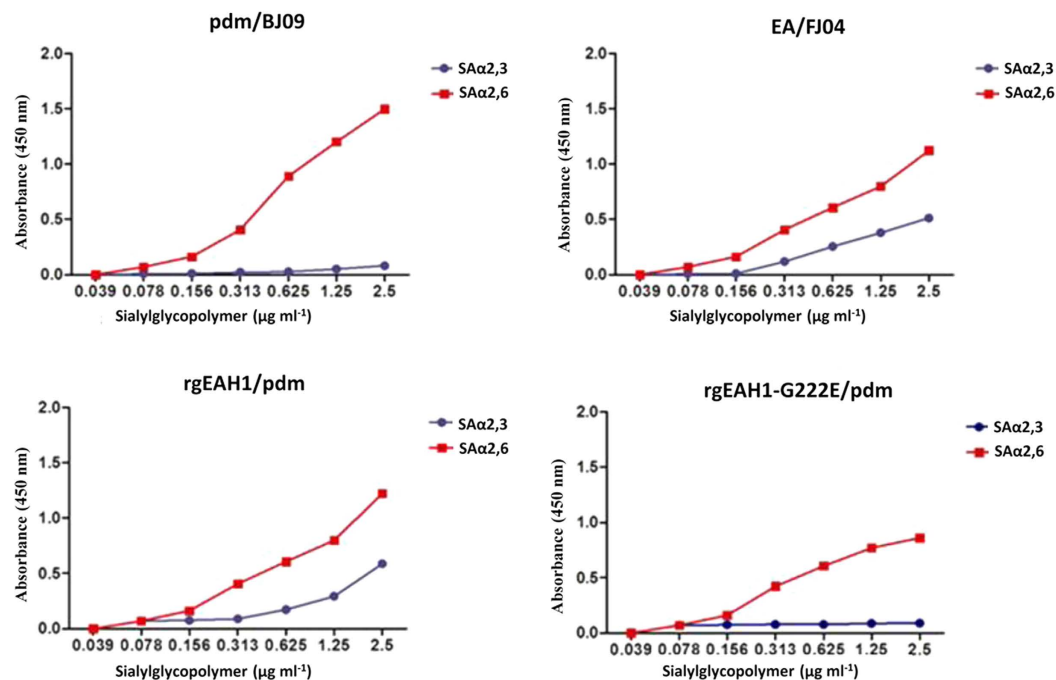 pdm/BJ09
2.0
1.5
1.0
0.5
0.0
Absorbance (450 nm)
0.039 0.078 0.156 0.313 0.625 1.25 2.5
Sialylglycopolymer (µg ml⁻¹)
SAα2,3
SAα2,6
EA/FJ04
2.0
1.5
1.0
0.5
0.0
Absorbance (450 nm)
0.039 0.078 0.156 0.313 0.625 1.25 2.5
Sialylglycopolymer (µg ml⁻¹)
SAα2,3
SAα2,6
rgEAH1/pdm
2.0
1.5
1.0
0.5
0.0
Absorbance (450 nm)
0.039 0.078 0.156 0.313 0.625 1.25 2.5
Sialylglycopolymer (µg ml⁻¹)
SAα2,3
SAα2,6
rgEAH1-G222E/pdm
2.0
1.5
1.0
0.5
0.0
Absorbance (450 nm)
0.039 0.078 0.156 0.313 0.625 1.25 2.5
Sialylglycopolymer (µg ml⁻¹)
SAα2,3
SAα2,6